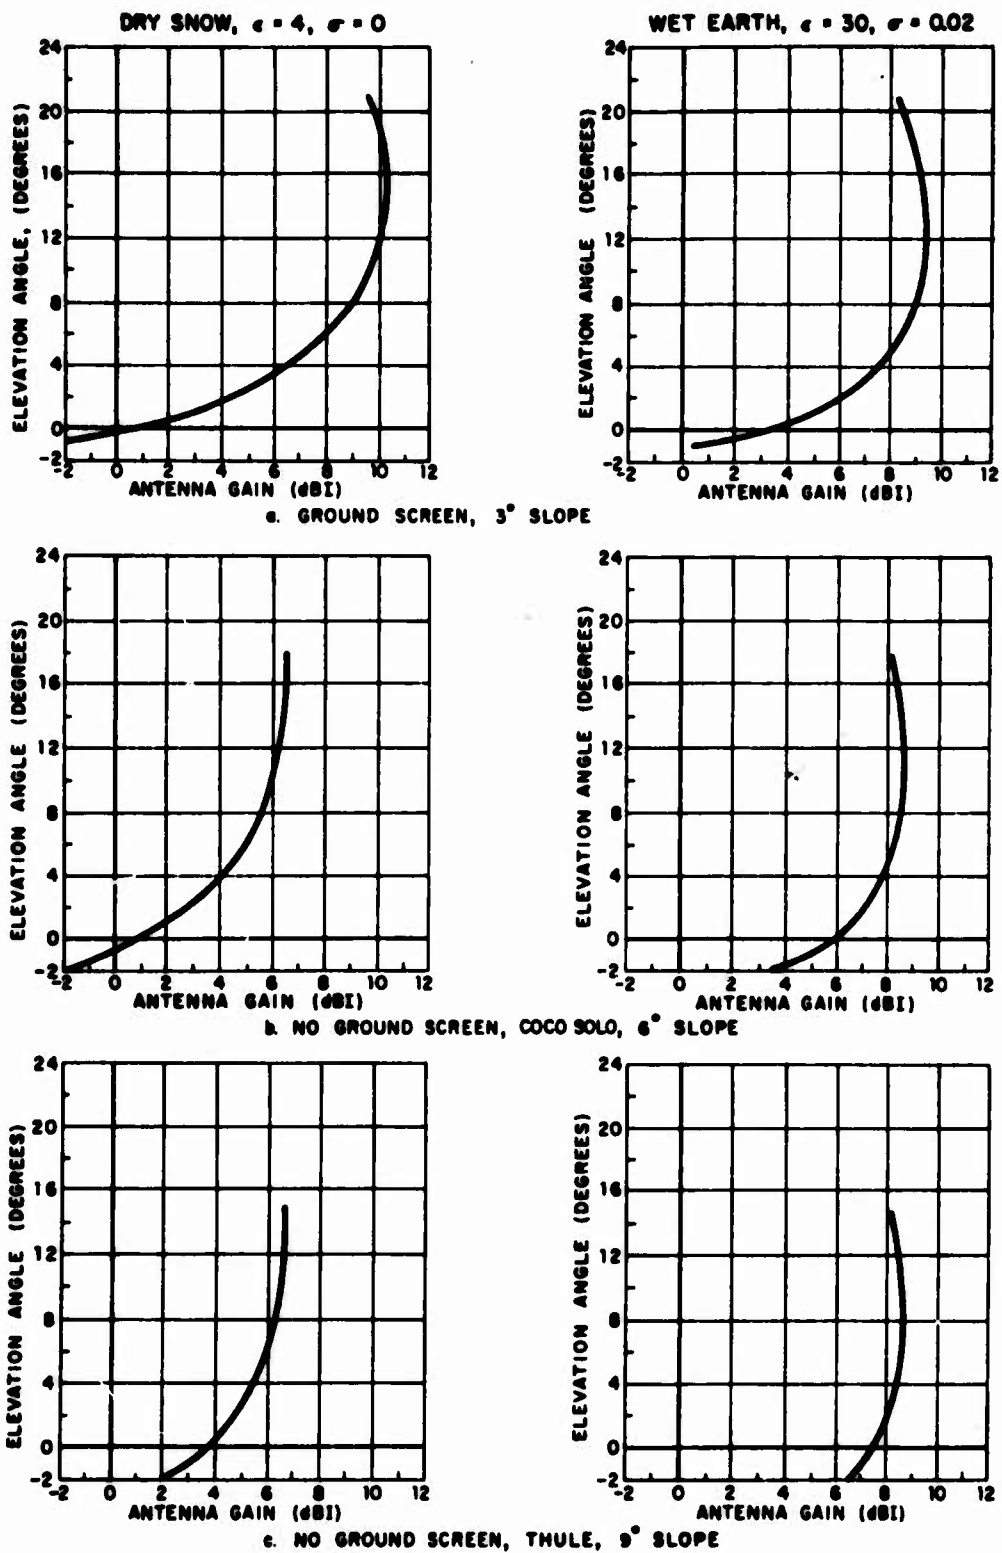 DRY SNOW, ϵ = 4, σ = 0
WET EARTH, ϵ = 30, σ = 0.02
24
20
16
12
8
4
0
-2
ELEVATION ANGLE, (DEGREES)
-2 0 2 4 6 8 10 12
ANTENNA GAIN (dBI)
24
20
16
12
8
4
0
-2
ELEVATION ANGLE (DEGREES)
-2 0 2 4 6 8 10 12
ANTENNA GAIN (dBI)
a. GROUND SCREEN, 3° SLOPE
24
20
16
12
8
4
0
-2
ELEVATION ANGLE (DEGREES)
-2 0 2 4 6 8 10 12
ANTENNA GAIN (dBI)
24
20
16
12
8
4
0
-2
ELEVATION ANGLE (DEGREES)
-2 0 2 4 6 8 10 12
ANTENNA GAIN (dBI)
b. NO GROUND SCREEN, COCO SOLO, 6° SLOPE
24
20
16
12
8
4
0
-2
ELEVATION ANGLE (DEGREES)
-2 0 2 4 6 8 10 12
ANTENNA GAIN (dBI)
24
20
16
12
8
4
0
-2
ELEVATION ANGLE (DEGREES)
-2 0 2 4 6 8 10 12
ANTENNA GAIN (dBI)
c. NO GROUND SCREEN, THULE, 9° SLOPE